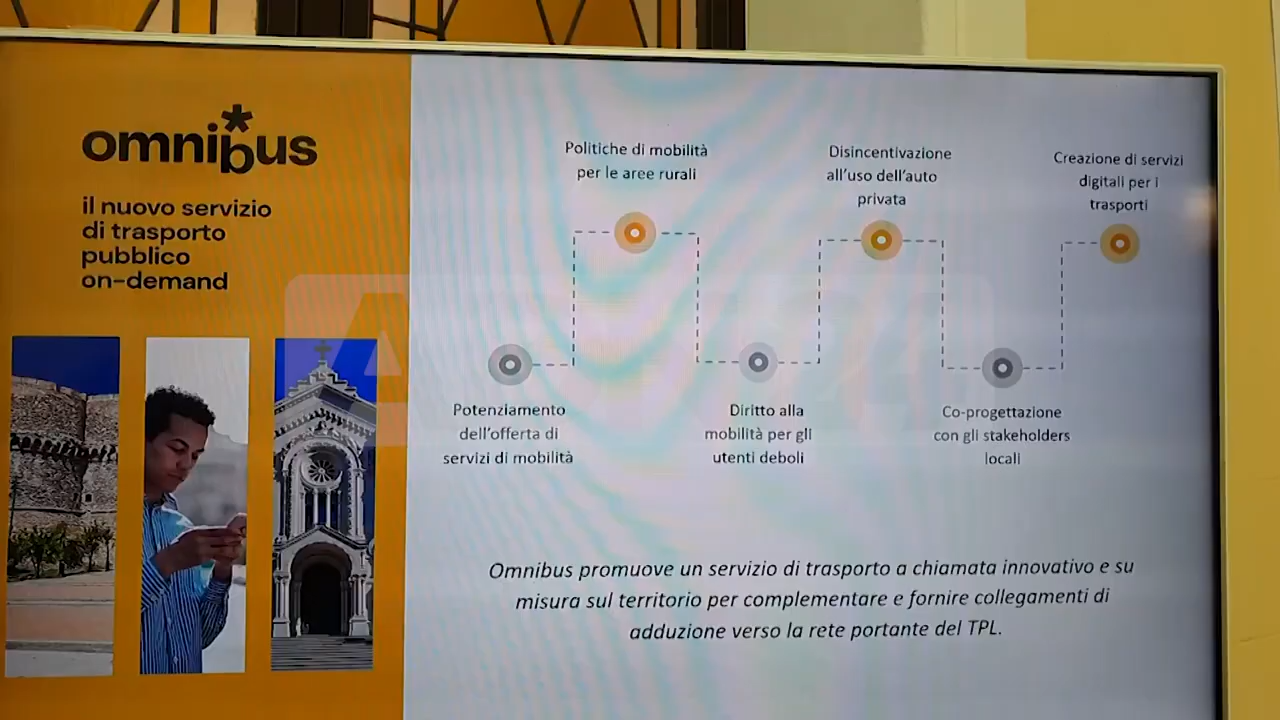 omnibus
il nuovo servizio
di trasporto
pubblico
on-demand
Politiche di mobilità
per le aree rurali
Disincentivazione
all'uso dell'auto
privata
Creazione di servizi
digitali per i
trasporti
Potenziamento
dell'offerta di
servizi di mobilità
Diritto alla
mobilità per gli
utenti deboli
Co-progettazione
con gli stakeholders
locali
Omnibus promuove un servizio di trasporto a chiamata innovativo e su
misura sul territorio per complementare e fornire collegamenti di
adduzione verso la rete portante del TPL.